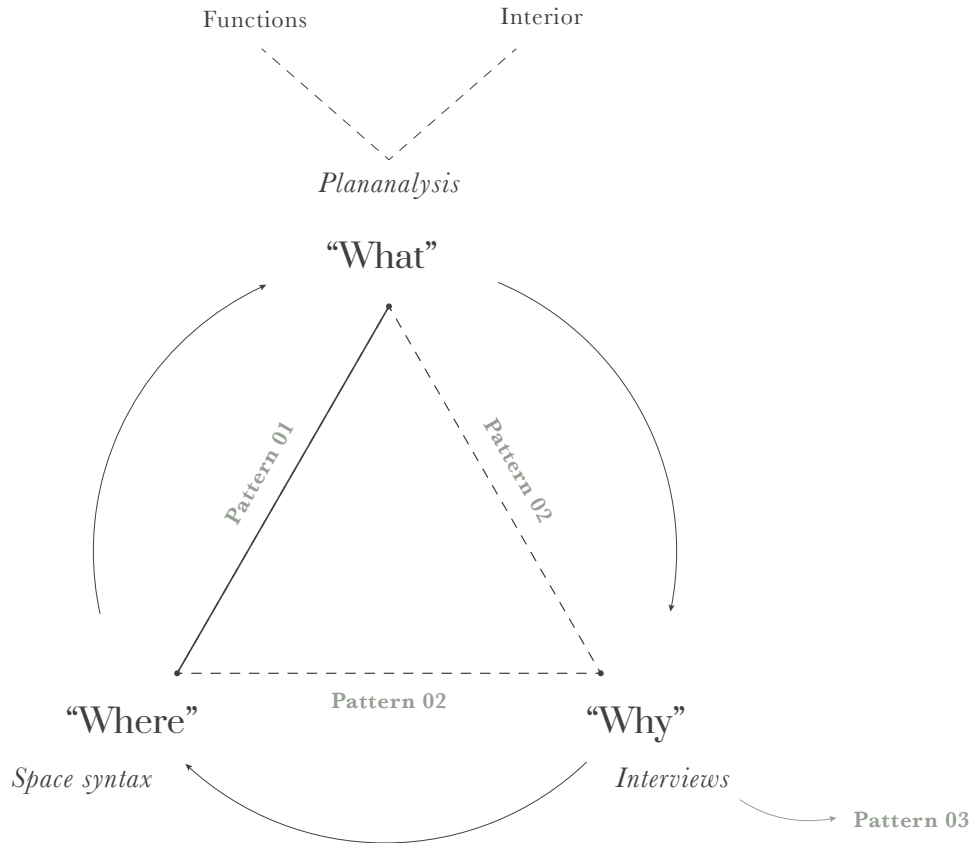 Functions
Interior
Plananalysis
“What”
Pattern 01
Pattern 02
Pattern 02
“Where”
“Why”
Space syntax
Interviews
Pattern 03